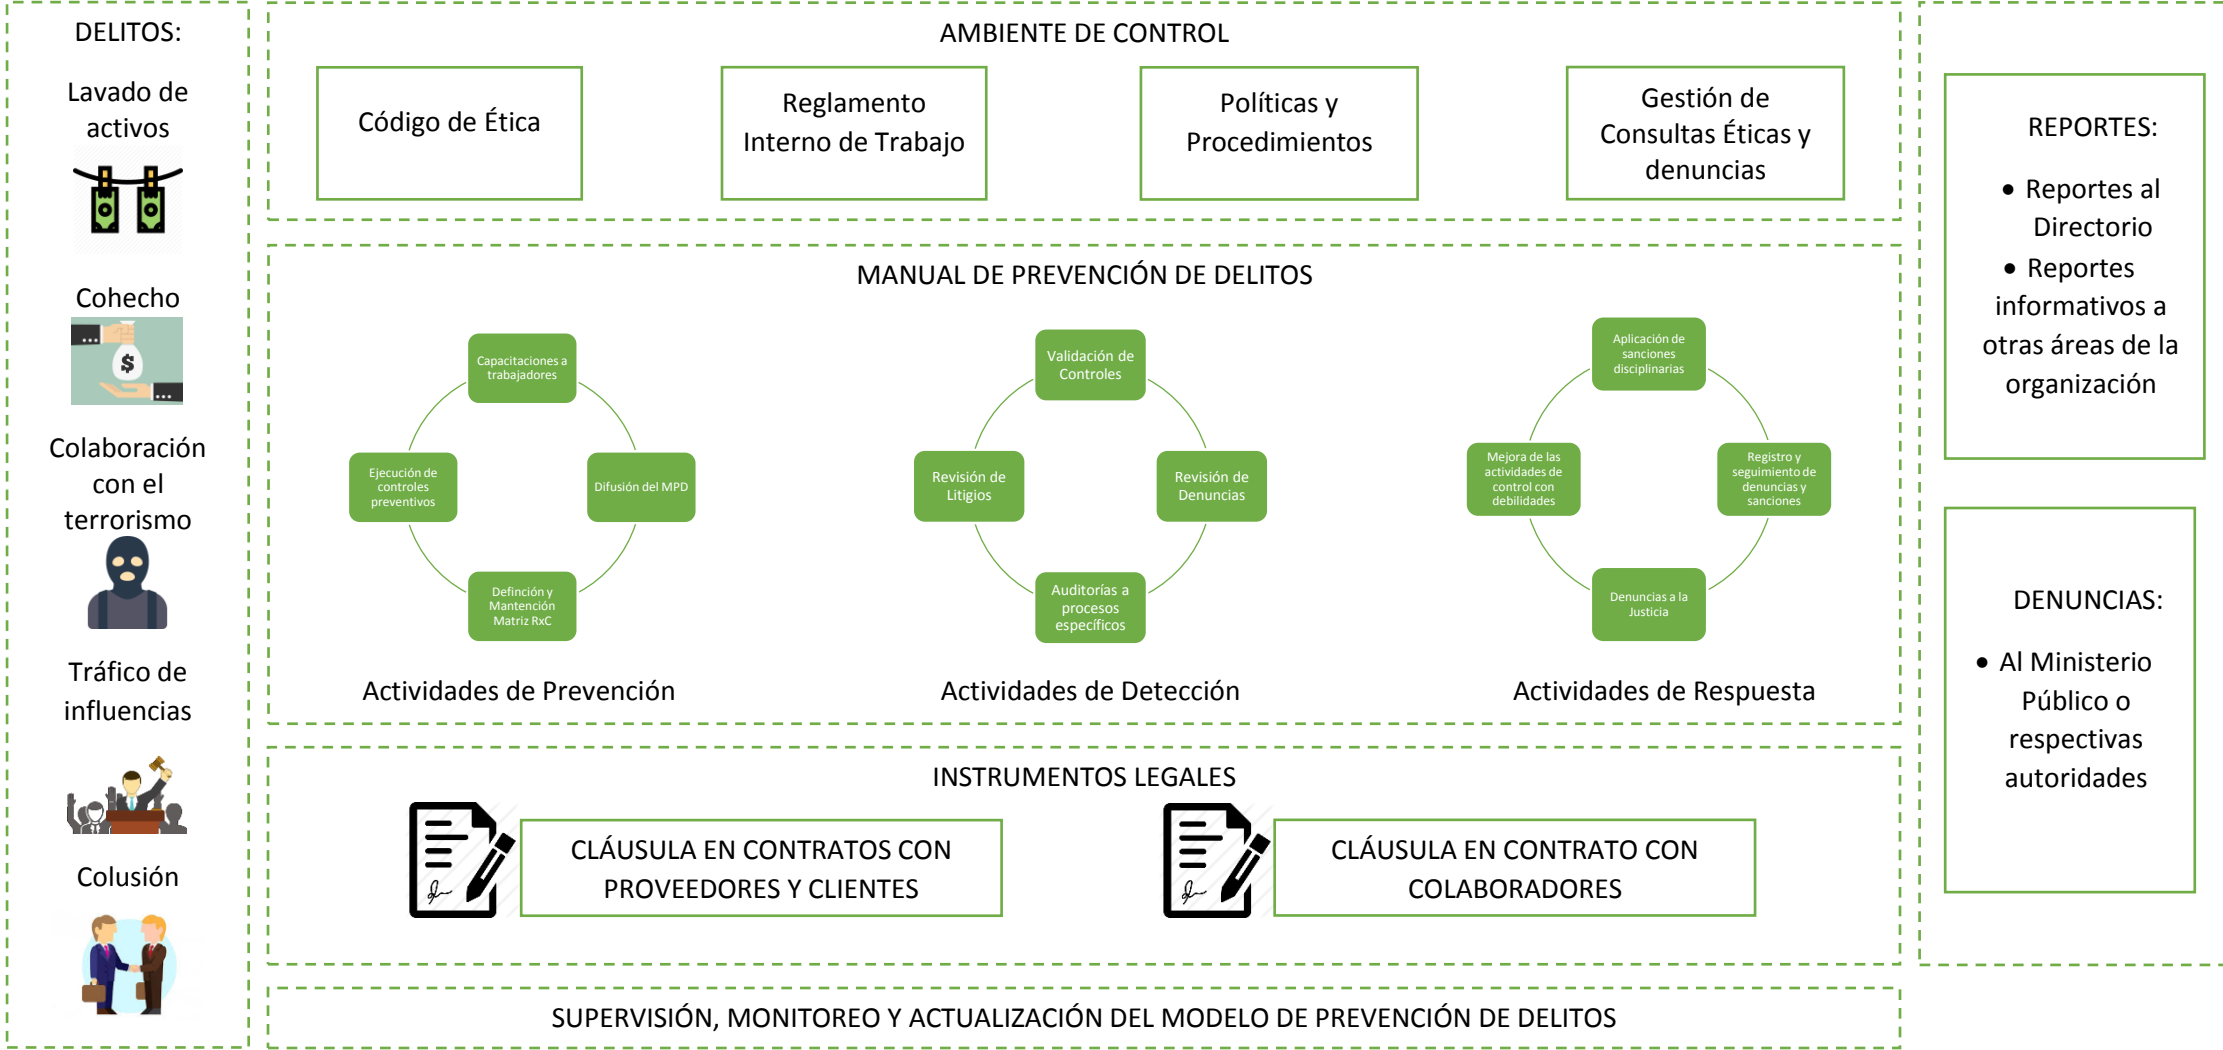 DELITOS:
Lavado de
activos
Cohecho
Colaboración
con el
terrorismo
Tráfico de
influencias
Colusión
AMBIENTE DE CONTROL
Código de Ética
Reglamento
Interno de Trabajo
Políticas y
Procedimientos
Gestión de
Consultas Éticas y
denuncias
MANUAL DE PREVENCIÓN DE DELITOS
Capacitaciones a
trabajadores
Difusión del MPD
Definción y
Mantención
Matriz RxC
Ejecución de
controles
preventivos
Actividades de Prevención
Validación de
Controles
Revisión de
Denuncias
Auditorías a
procesos
específicos
Revisión de
Litigios
Actividades de Detección
Aplicación de
sanciones
disciplinarias
Registro y
seguimiento de
denuncias y
sanciones
Denuncias a la
Justicia
Mejora de las
actividades de
control con
debilidades
Actividades de Respuesta
INSTRUMENTOS LEGALES
CLÁUSULA EN CONTRATOS CON
PROVEEDORES Y CLIENTES
CLÁUSULA EN CONTRATO CON
COLABORADORES
SUPERVISIÓN, MONITOREO Y ACTUALIZACIÓN DEL MODELO DE PREVENCIÓN DE DELITOS
REPORTES:
• Reportes al
Directorio
• Reportes
informativos a
otras áreas de la
organización
DENUNCIAS:
• Al Ministerio
Público o
respectivas
autoridades